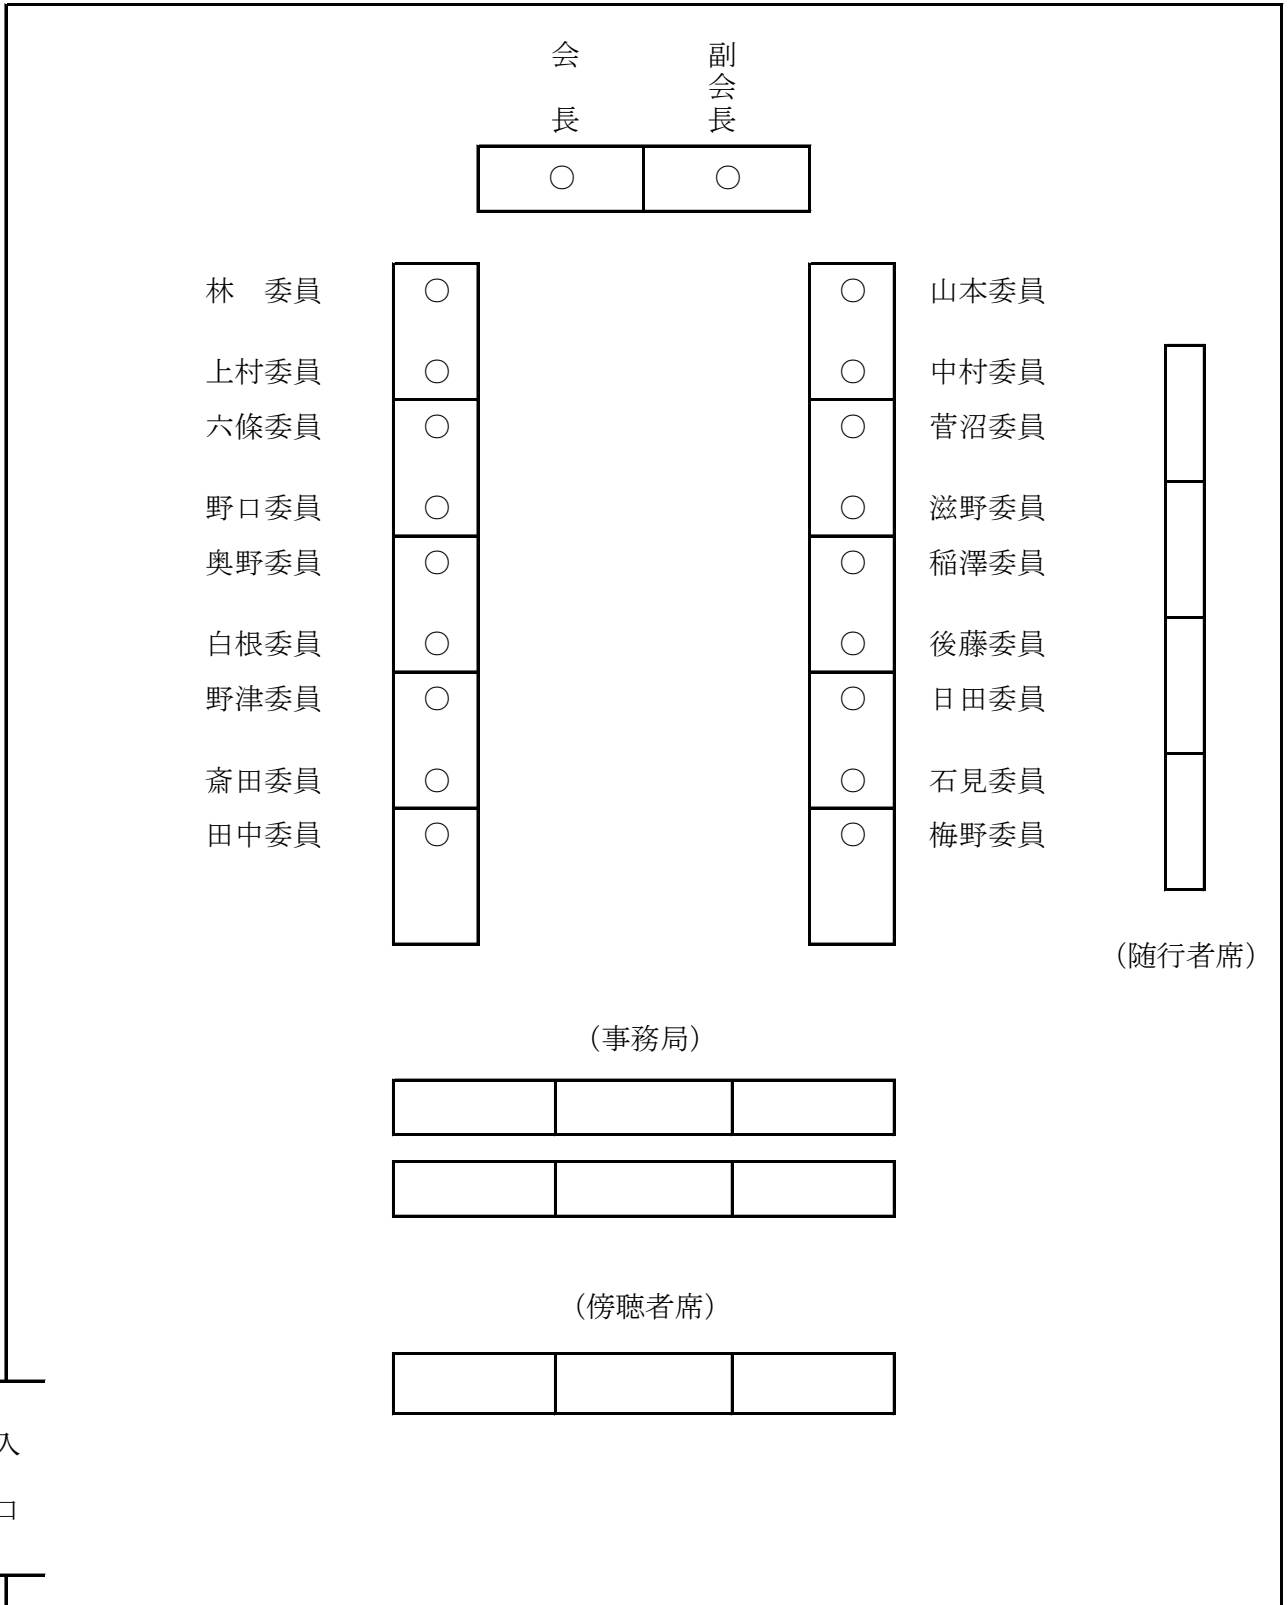 会長
副会長
○ ○
林　委員 ○ ○ 山本委員
上村委員 ○ ○ 中村委員
六條委員 ○ ○ 菅沼委員
野口委員 ○ ○ 滋野委員
奥野委員 ○ ○ 稲澤委員
白根委員 ○ ○ 後藤委員
野津委員 ○ ○ 日田委員
斎田委員 ○ ○ 石見委員
田中委員 ○ ○ 梅野委員
（随行者席）
（事務局）
（傍聴者席）
入口